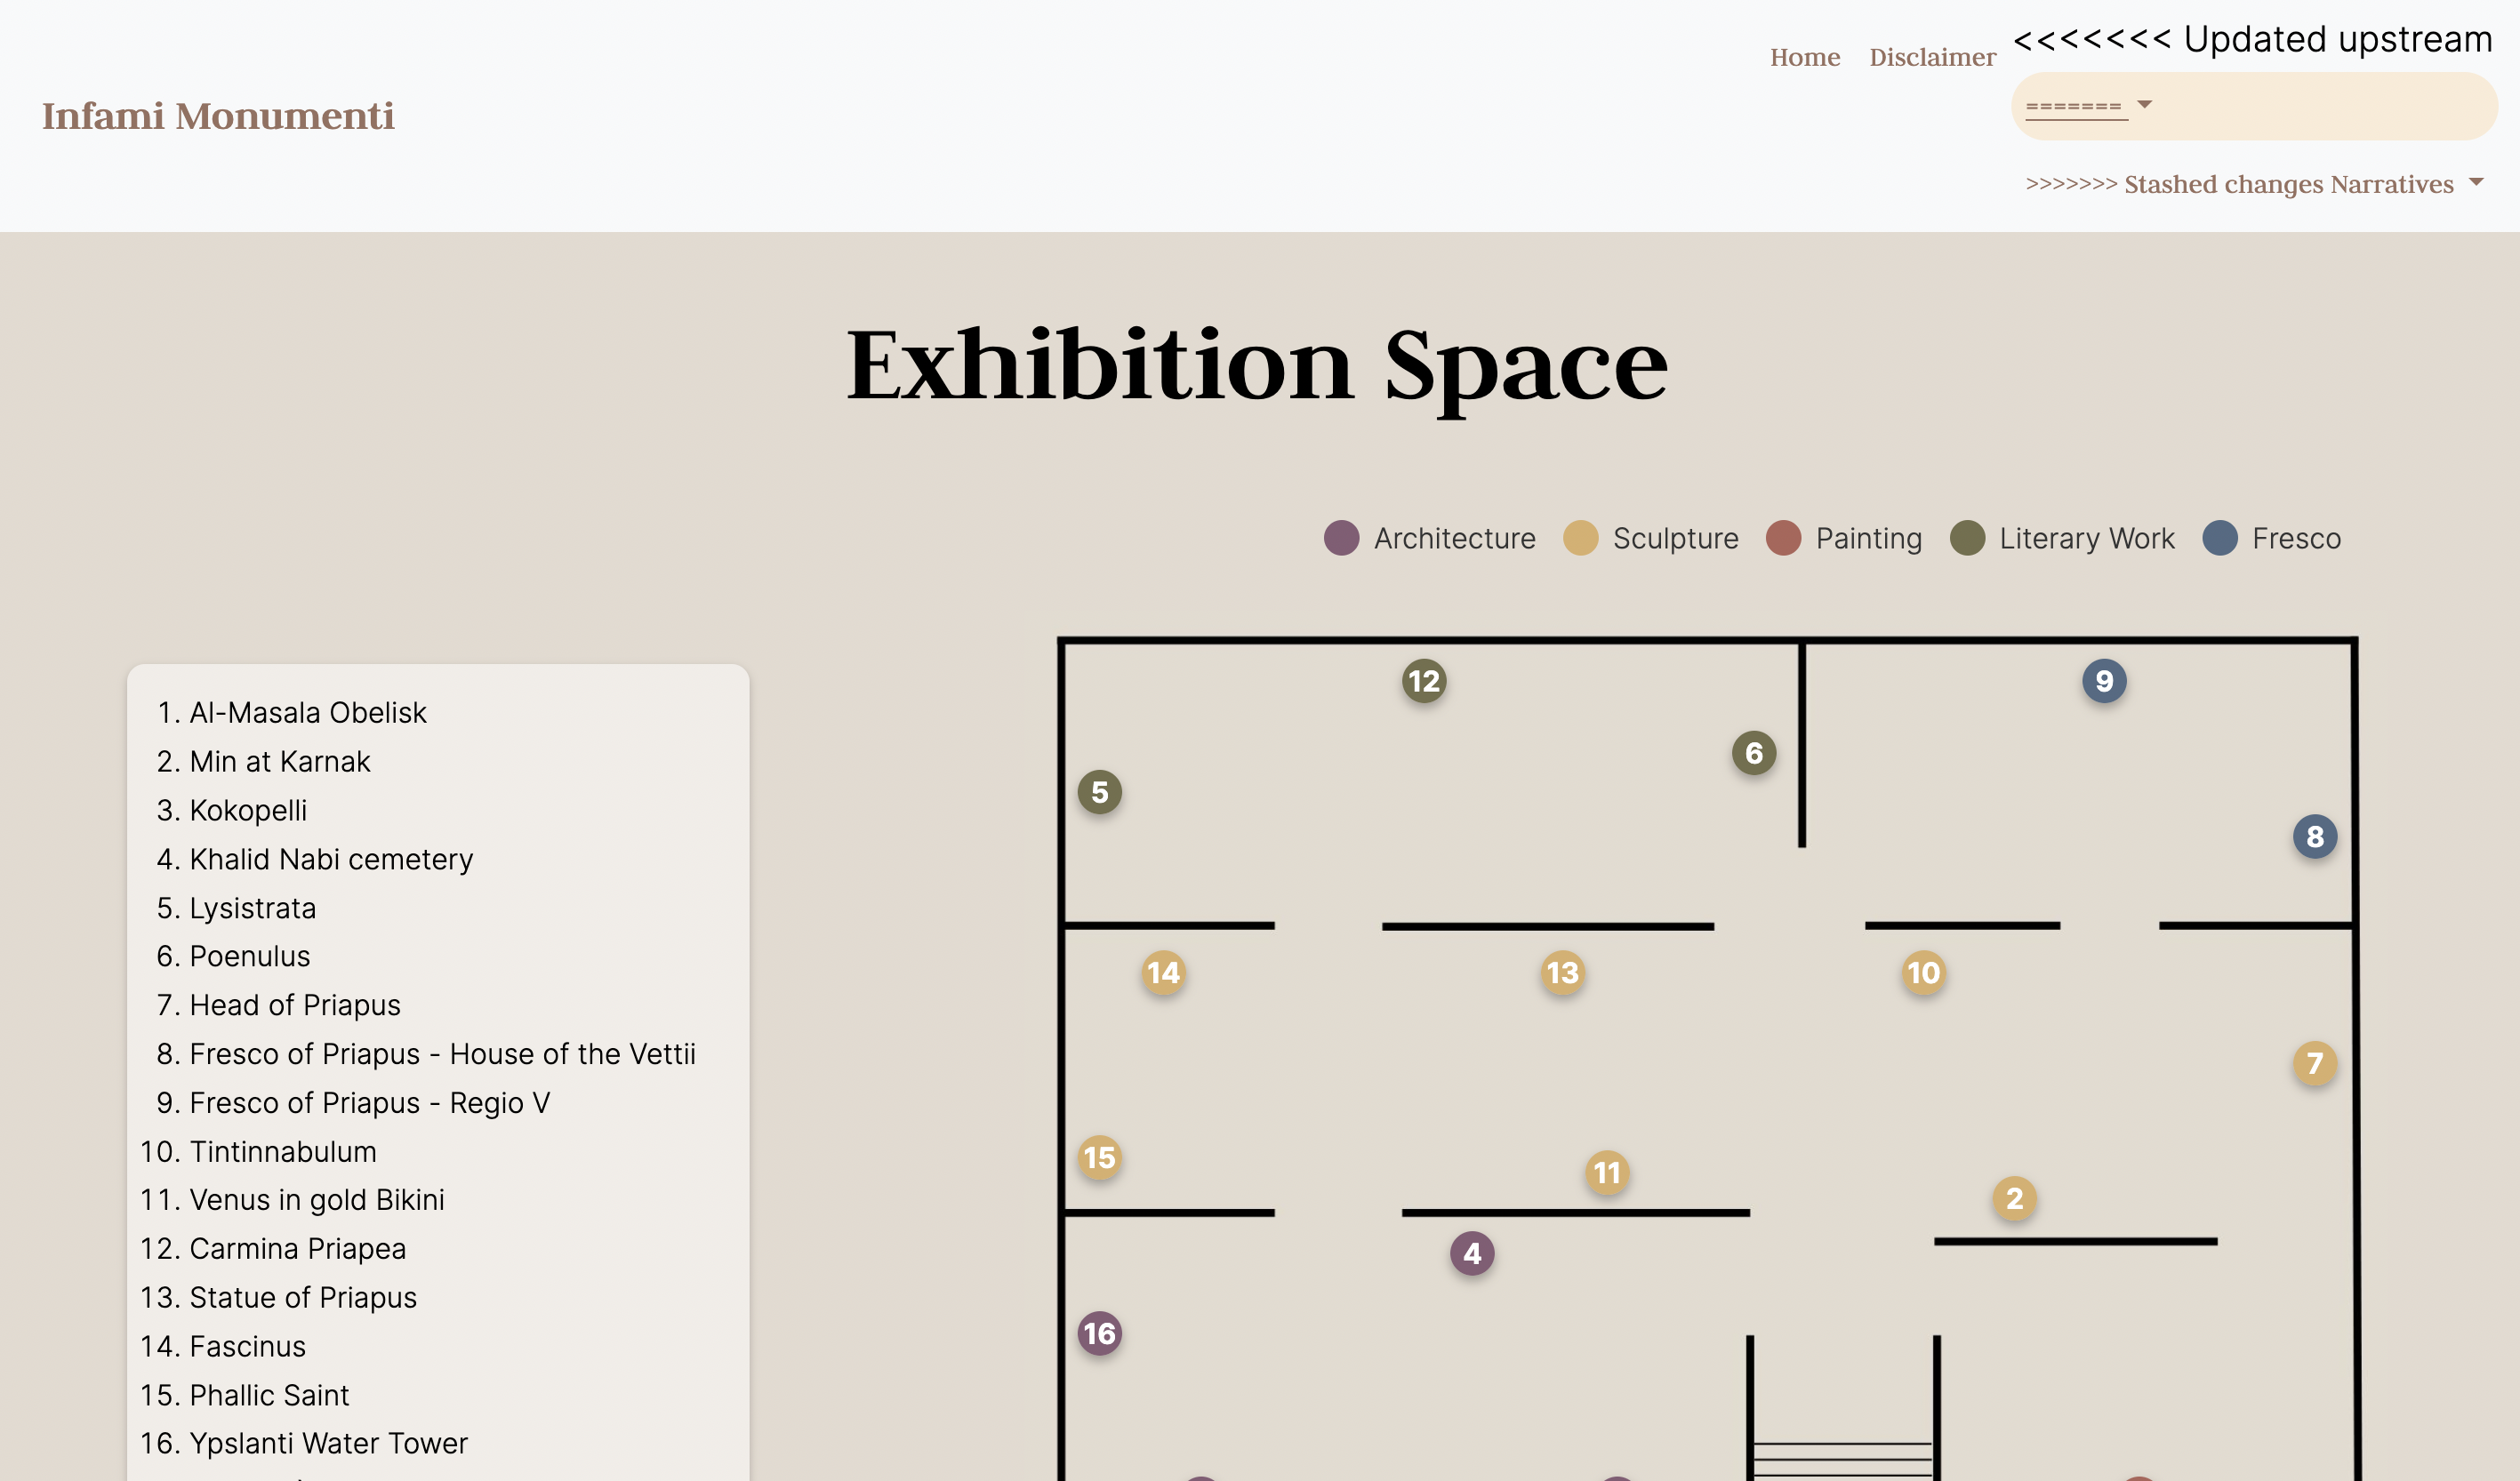 <<<<<<< Updated upstream
Home Disclaimer
=======
Infami Monumenti
>>>>>>> Stashed changes Narratives
Exhibition Space
Architecture Sculpture Painting Literary Work Fresco
1. Al-Masala Obelisk
2. Min at Karnak
3. Kokopelli
4. Khalid Nabi cemetery
5. Lysistrata
6. Poenulus
7. Head of Priapus
8. Fresco of Priapus - House of the Vettii
9. Fresco of Priapus - Regio V
10. Tintinnabulum
11. Venus in gold Bikini
12. Carmina Priapea
13. Statue of Priapus
14. Fascinus
15. Phallic Saint
16. Ypslanti Water Tower
12
9
6
5
8
14
13
10
7
15
11
2
4
16